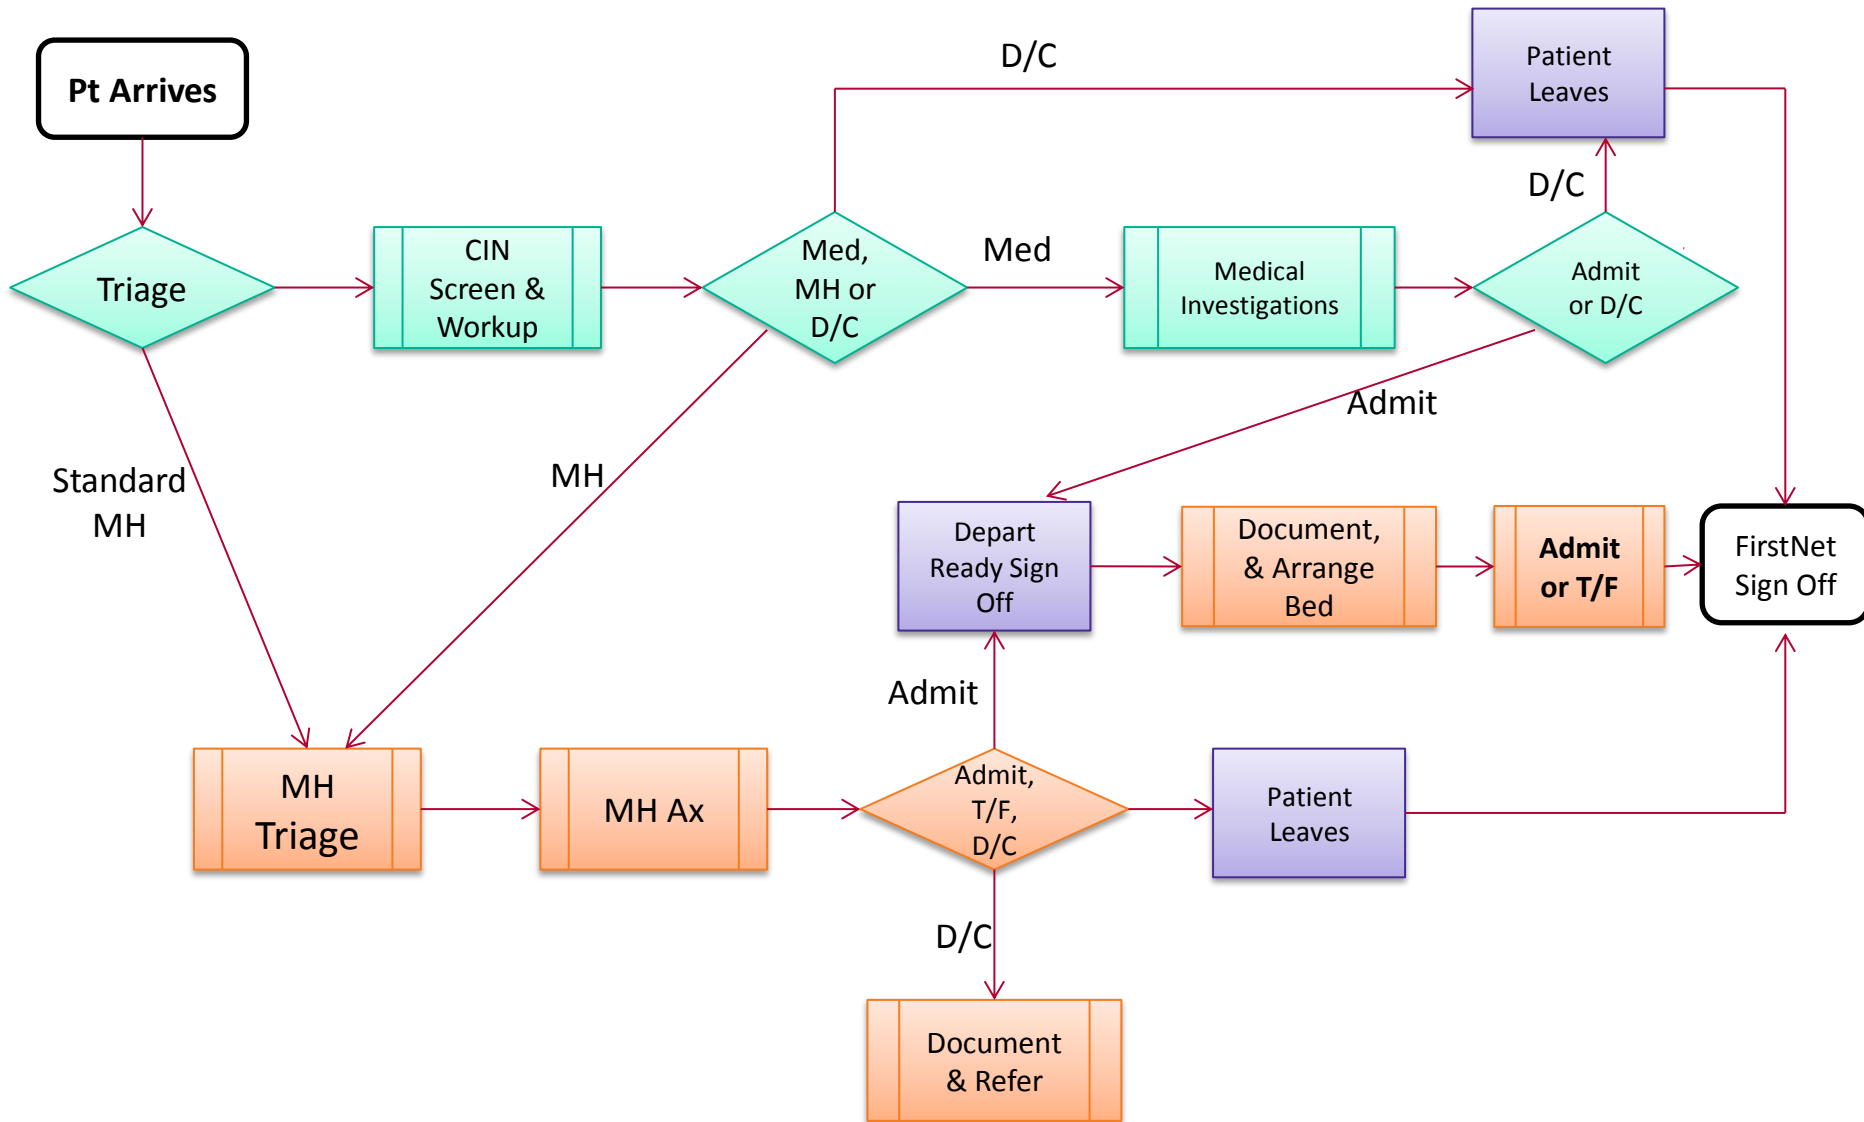 Pt Arrives
D/C
Patient
Leaves
D/C
Triage
CIN
Screen &
Workup
Med,
MH or
D/C
Med
Medical
Investigations
Admit
or D/C
Admit
Standard
MH
MH
Depart
Ready Sign
Off
Document,
& Arrange
Bed
Admit
or T/F
FirstNet
Sign Off
Admit
MH
Triage
MH Ax
Admit,
T/F,
D/C
Patient
Leaves
D/C
Document
& Refer